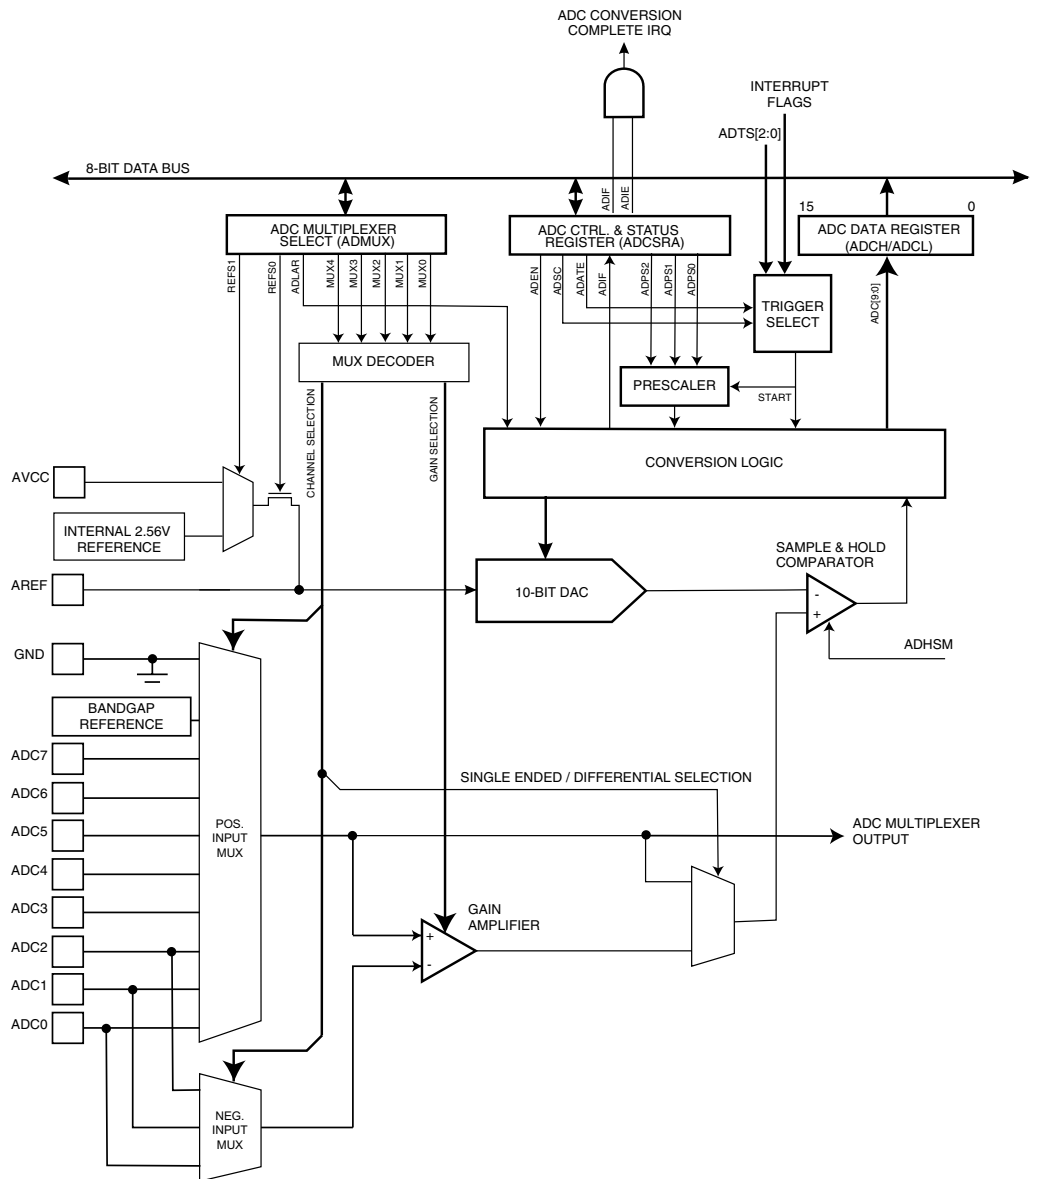 ADC CONVERSION
COMPLETE IRQ
INTERRUPT
FLAGS
ADTS[2:0]
8-BIT DATA BUS
ADIF
ADIE
15
0
ADC MULTIPLEXER
SELECT (ADMUX)
ADC CTRL. & STATUS
REGISTER (ADCSRA)
ADC DATA REGISTER
(ADCH/ADCL)
REFS1
REFS0
ADLAR
MUX4
MUX3
MUX2
MUX1
MUX0
ADEN
ADSC
ADATE
ADIF
ADPS2
ADPS1
ADPS0
ADC[9:0]
TRIGGER
SELECT
MUX DECODER
PRESCALER
START
CHANNEL SELECTION
GAIN SELECTION
CONVERSION LOGIC
AVCC
INTERNAL 2.56V
REFERENCE
SAMPLE & HOLD
COMPARATOR
AREF
10-BIT DAC
-
+
ADHSM
GND
BANDGAP
REFERENCE
ADC7
ADC6
ADC5
ADC4
ADC3
ADC2
ADC1
ADC0
SINGLE ENDED / DIFFERENTIAL SELECTION
POS.
INPUT
MUX
ADC MULTIPLEXER
OUTPUT
GAIN
AMPLIFIER
+
-
NEG.
INPUT
MUX